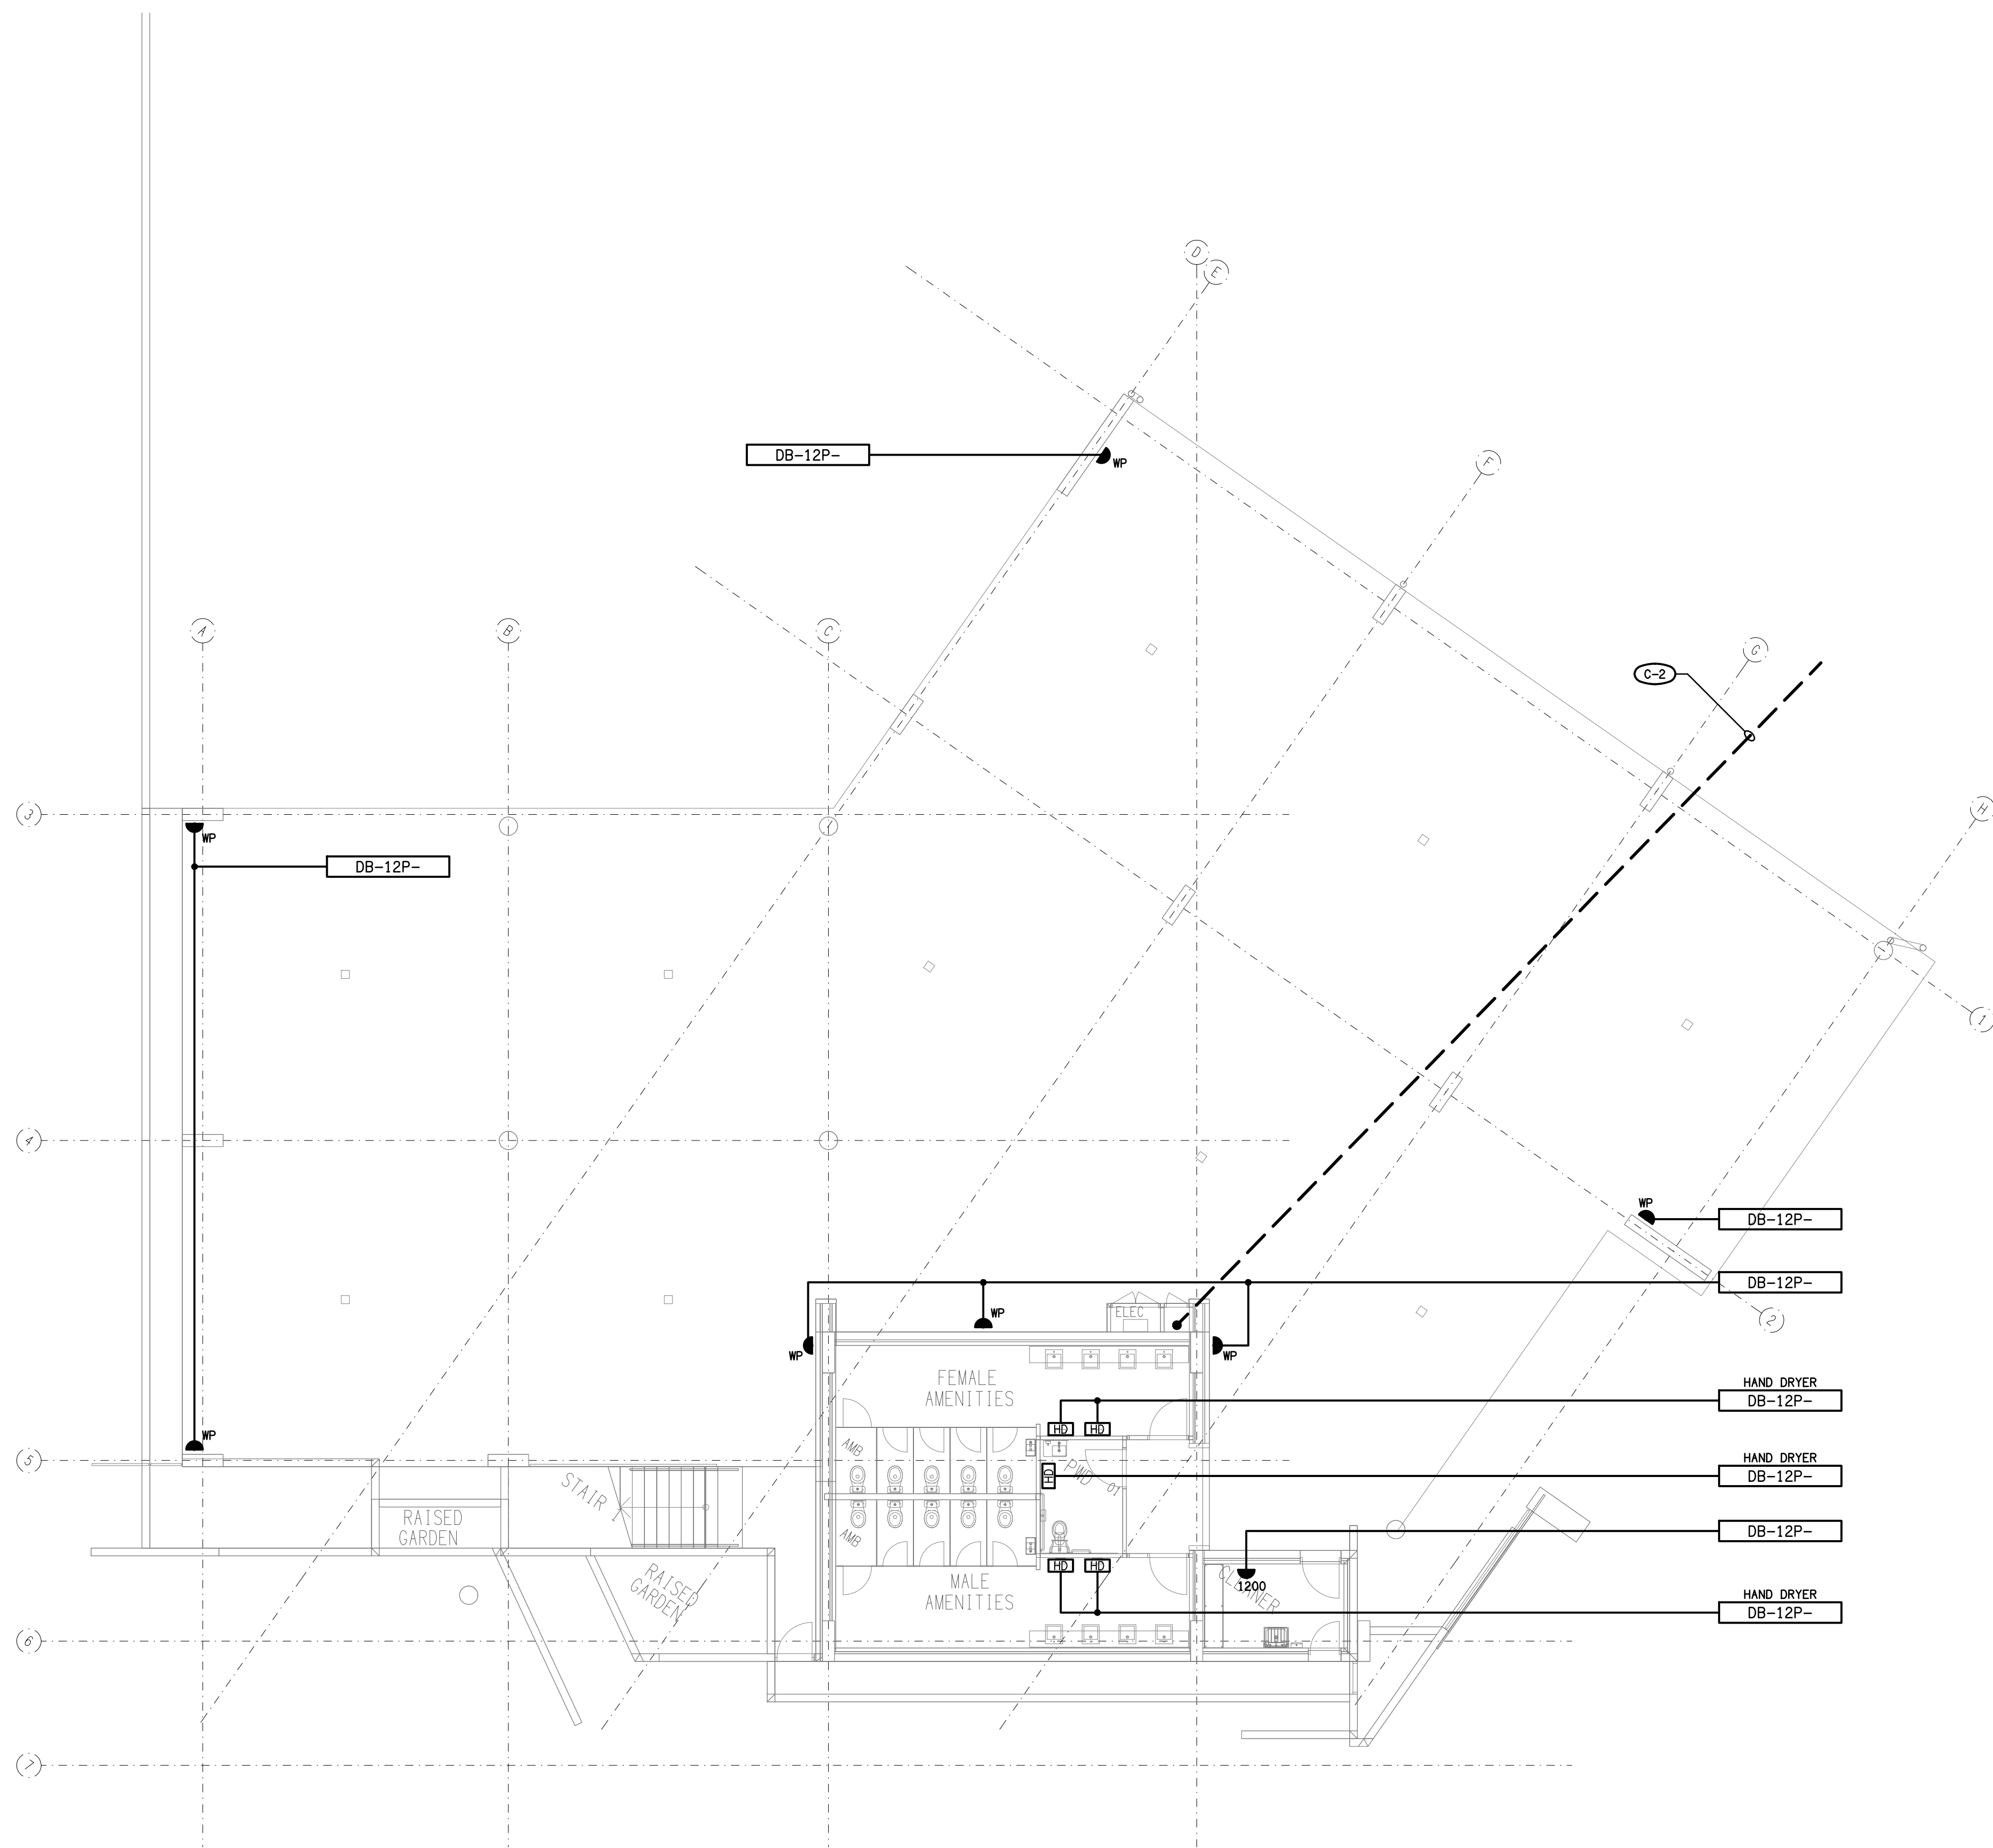 D
E
DB-12P-
WP
F
A
B
C
G
C-2
H
3
WP
DB-12P-
1
4
WP
DB-12P-
DB-12P-
ELEC
WP
2
WP
WP
FEMALE
AMENITIES
HAND DRYER
DB-12P-
HD
HD
WP
AMB
5
HAND DRYER
DB-12P-
HD
PWD 01
STAIR 1
RAISED
GARDEN
AMB
DB-12P-
HD
HD
RAISED
GARDEN
MALE
AMENITIES
1200
CLEANER
HAND DRYER
DB-12P-
6
7